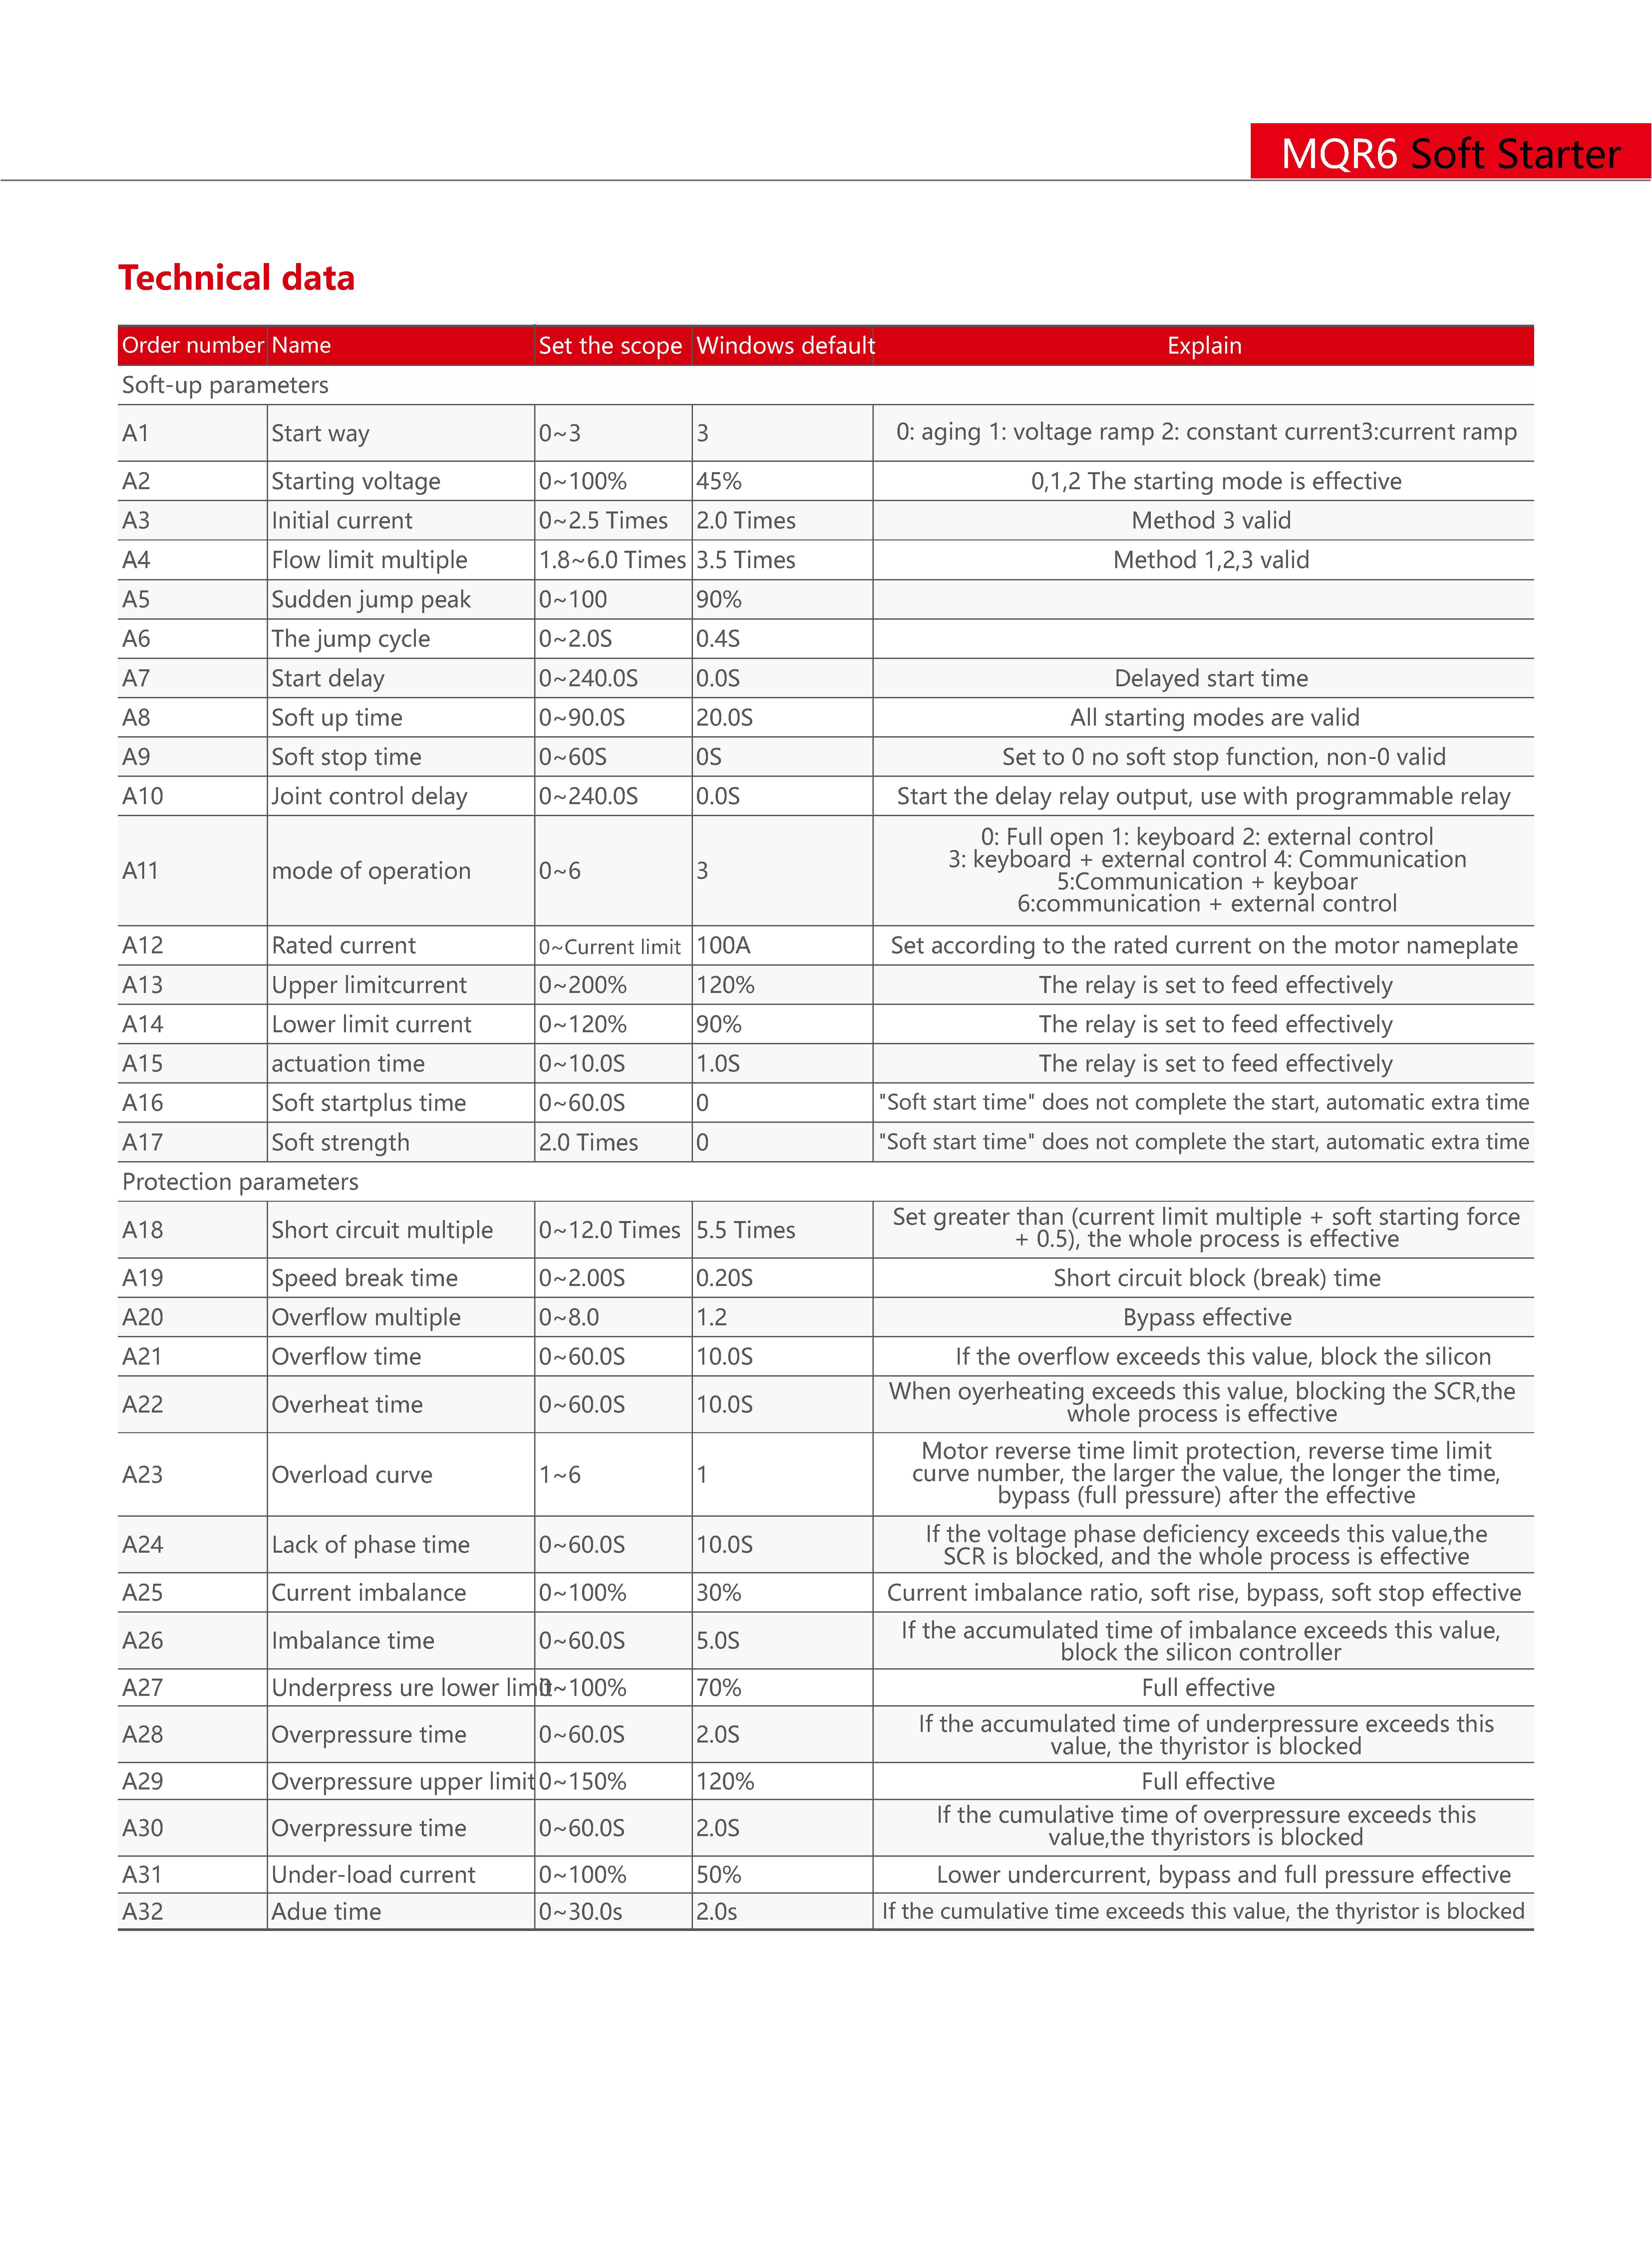 MQR6 Soft Starter
Technical data
Order number Name Set the scope Windows default Explain
Soft-up parameters
A1 Start way 0~3 3 0: aging 1: voltage ramp 2: constant current3:current ramp
A2 Starting voltage 0~100% 45% 0,1,2 The starting mode is effective
A3 Initial current 0~2.5 Times 2.0 Times Method 3 valid
A4 Flow limit multiple 1.8~6.0 Times 3.5 Times Method 1,2,3 valid
A5 Sudden jump peak 0~100 90%
A6 The jump cycle 0~2.0S 0.4S
A7 Start delay 0~240.0S 0.0S Delayed start time
A8 Soft up time 0~90.0S 20.0S All starting modes are valid
A9 Soft stop time 0~60S 0S Set to 0 no soft stop function, non-0 valid
A10 Joint control delay 0~240.0S 0.0S Start the delay relay output, use with programmable relay
A11 mode of operation 0~6 3 0: Full open 1: keyboard 2: external control
3: keyboard + external control 4: Communication
5:Communication + keyboar
6:communication + external control
A12 Rated current 0~Current limit 100A Set according to the rated current on the motor nameplate
A13 Upper limitcurrent 0~200% 120% The relay is set to feed effectively
A14 Lower limit current 0~120% 90% The relay is set to feed effectively
A15 actuation time 0~10.0S 1.0S The relay is set to feed effectively
A16 Soft startplus time 0~60.0S 0 "Soft start time" does not complete the start, automatic extra time
A17 Soft strength 2.0 Times 0 "Soft start time" does not complete the start, automatic extra time
Protection parameters
A18 Short circuit multiple 0~12.0 Times 5.5 Times Set greater than (current limit multiple + soft starting force
+ 0.5), the whole process is effective
A19 Speed break time 0~2.00S 0.20S Short circuit block (break) time
A20 Overflow multiple 0~8.0 1.2 Bypass effective
A21 Overflow time 0~60.0S 10.0S If the overflow exceeds this value, block the silicon
A22 Overheat time 0~60.0S 10.0S When oyerheating exceeds this value, blocking the SCR,the
whole process is effective
A23 Overload curve 1~6 1 Motor reverse time limit protection, reverse time limit
curve number, the larger the value, the longer the time,
bypass (full pressure) after the effective
A24 Lack of phase time 0~60.0S 10.0S If the voltage phase deficiency exceeds this value,the
SCR is blocked, and the whole process is effective
A25 Current imbalance 0~100% 30% Current imbalance ratio, soft rise, bypass, soft stop effective
A26 Imbalance time 0~60.0S 5.0S If the accumulated time of imbalance exceeds this value,
block the silicon controller
A27 Underpress ure lower limit 0~100% 70% Full effective
A28 Overpressure time 0~60.0S 2.0S If the accumulated time of underpressure exceeds this
value, the thyristor is blocked
A29 Overpressure upper limit 0~150% 120% Full effective
A30 Overpressure time 0~60.0S 2.0S If the cumulative time of overpressure exceeds this
value,the thyristors is blocked
A31 Under-load current 0~100% 50% Lower undercurrent, bypass and full pressure effective
A32 Adue time 0~30.0s 2.0s If the cumulative time exceeds this value, the thyristor is blocked